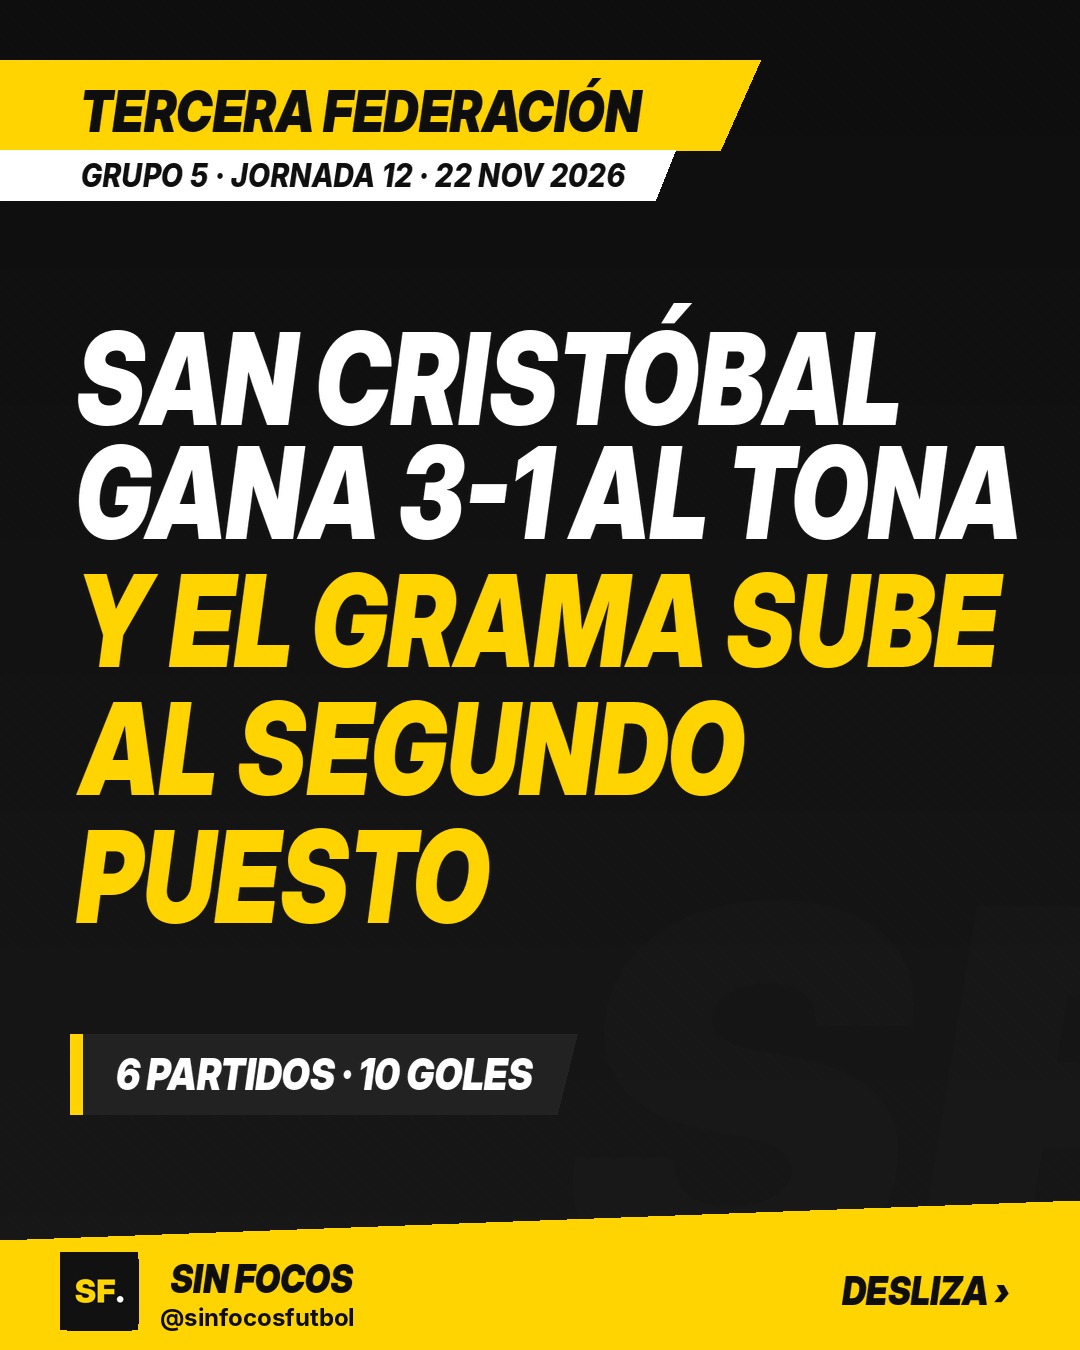 TERCERA FEDERACIÓN
GRUPO 5 · JORNADA 12 · 22 NOV 2026
SAN CRISTÓBAL
GANA 3-1 AL TONA
Y EL GRAMA SUBE
AL SEGUNDO
PUESTO
6 PARTIDOS · 10 GOLES
SF
SF.
SIN FOCOS
@sinfocosfutbol
DESLIZA ›